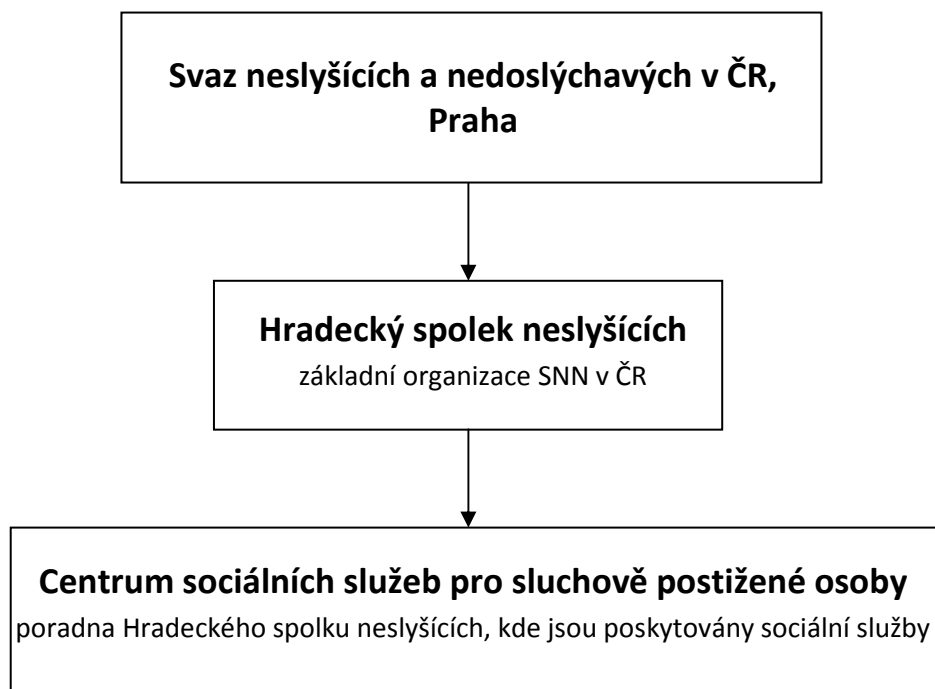 Svaz neslyšících a nedoslýchavých v ČR,
Praha
Hradecký spolek neslyšících
základní organizace SNN v ČR
Centrum sociálních služeb pro sluchově postižené osoby
poradna Hradeckého spolku neslyšících, kde jsou poskytovány sociální služby